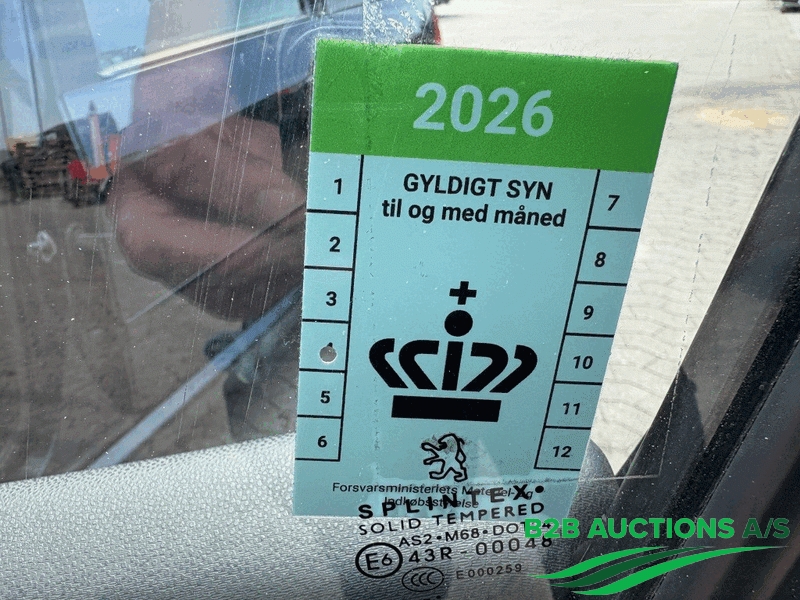 2026
GYLDIGT SYN
til og med måned
1
2
3
5
6
7
8
9
10
11
12
Forsvarsministeriets Materiel- og
Indkøbsstyrelse
SPLINTEX
SOLID TEMPERED
AS2•M68•DOT
E6
43R-00048
CCC
E000259
B2B AUCTIONS A/S